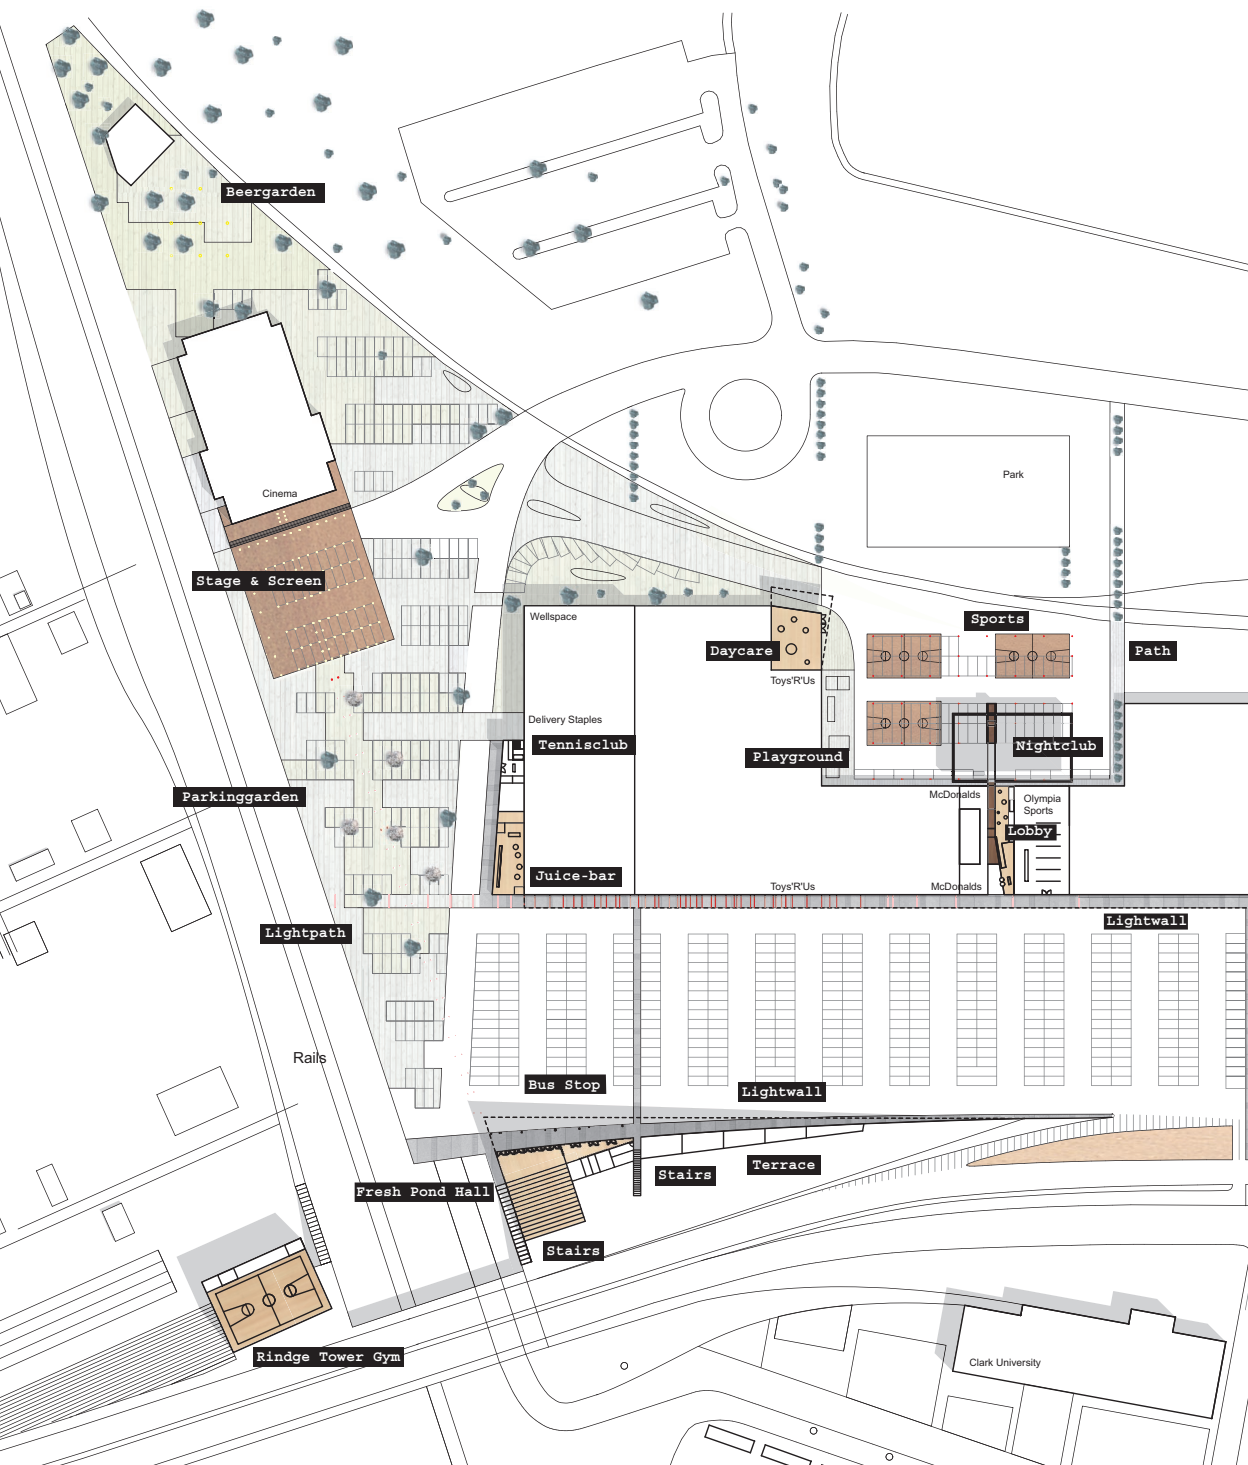 Beergarden
Park
Cinema
Stage & Screen
Wellspace
Sports
Daycare
Path
Toys'R'Us
Delivery Staples
Tennisclub
Nightclub
Playground
Parkinggarden
McDonalds
Olympia
Sports
Lobby
Juice-bar
Toys'R'Us
McDonalds
Lightwall
Lightpath
Rails
Bus Stop
Lightwall
Terrace
Stairs
Fresh Pond Hall
Stairs
Rindge Tower Gym
Clark University